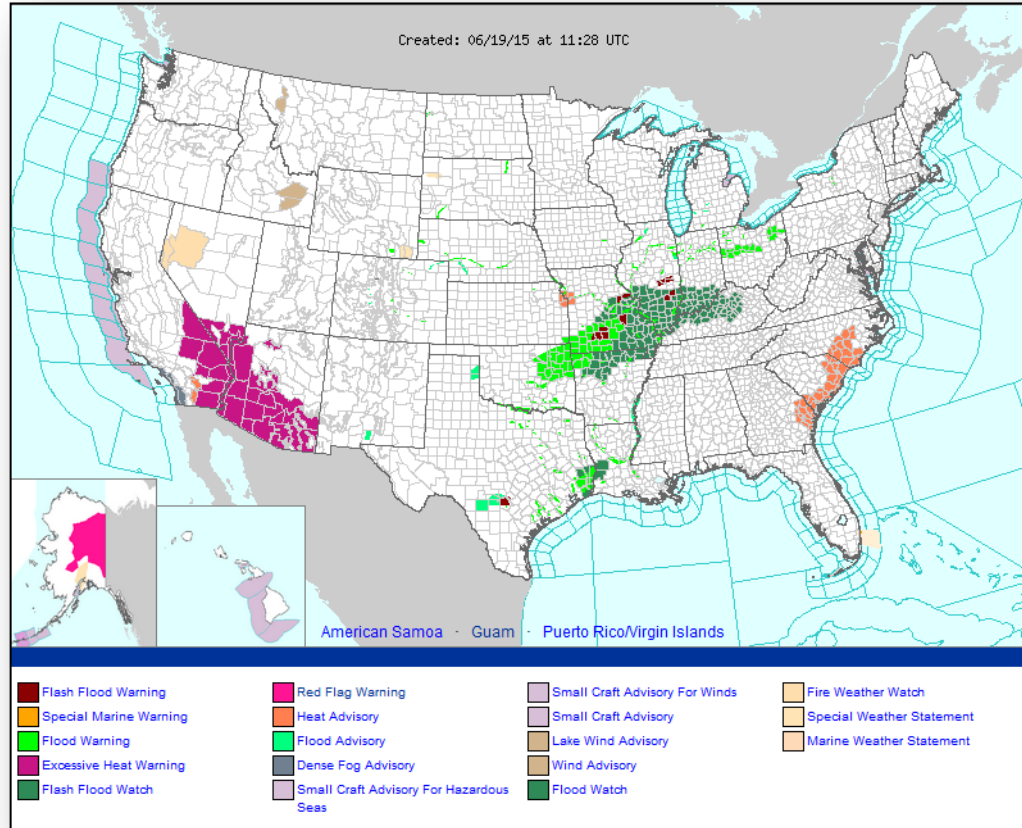 Created: 06/19/15 at 11:28 UTC
American Samoa · Guam · Puerto Rico/Virgin Islands
Flash Flood Warning
Special Marine Warning
Flood Warning
Excessive Heat Warning
Flash Flood Watch
Red Flag Warning
Heat Advisory
Flood Advisory
Dense Fog Advisory
Small Craft Advisory For Hazardous
Seas
Small Craft Advisory For Winds
Small Craft Advisory
Lake Wind Advisory
Wind Advisory
Flood Watch
Fire Weather Watch
Special Weather Statement
Marine Weather Statement